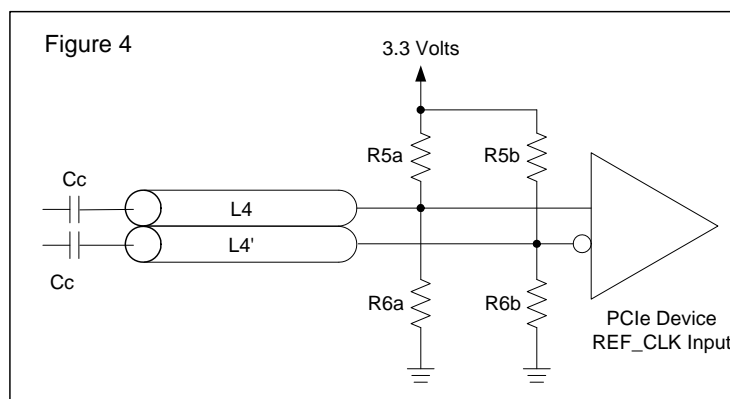 Figure 4
3.3 Volts
R5a
R5b
Cc
L4
L4'
Cc
R6a
R6b
PCIe Device
REF_CLK Input